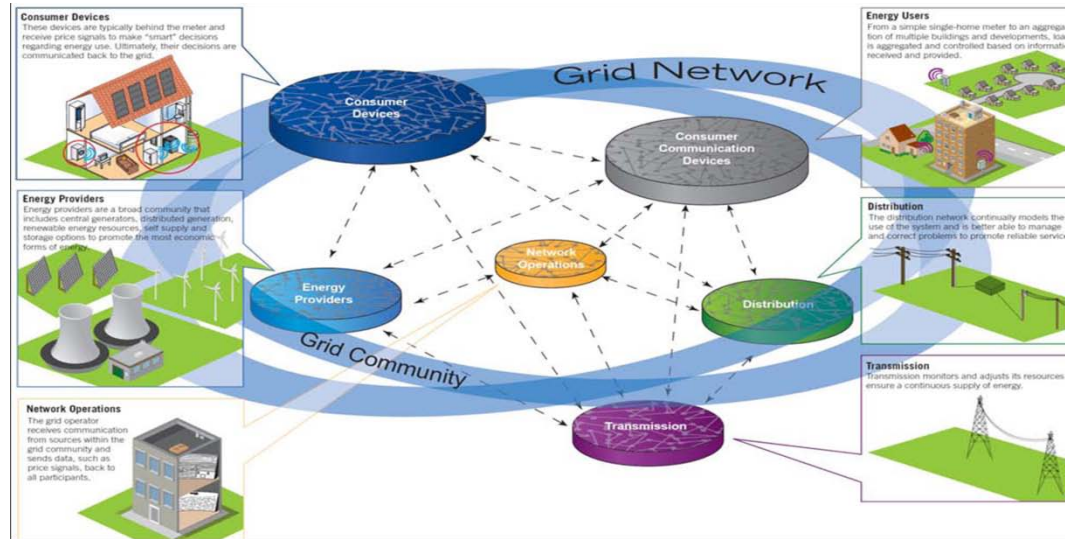 Consumer Devices
These devices are typically behind the meter and
receive price signals to make "smart" decisions
regarding energy use. Ultimately, their decisions are
communicated back to the grid.
Energy Users
From a simple single-home meter to an aggrega
tion of multiple buildings and developments, loa
is aggregated and controlled based on informati
received and provided.
Grid Network
Consumer
Devices
Consumer
Communication
Devices
Energy Providers
Energy providers are a broad community that
includes central generators, distributed generation,
renewable energy resources, self supply and
storage options to promote the most economic
forms of energy.
Distribution
The distribution network continually models the
use of the system and is better able to manage
and correct problems to promote reliable service
Network
Operations
Energy
Providers
Distribution
Grid Community
Transmission
Transmission monitors and adjusts its resources
ensure a continuous supply of energy.
Network Operations
The grid operator
receives communication
from sources within the
grid community and
sends data, such as
price signals, back to
all participants.
Transmission